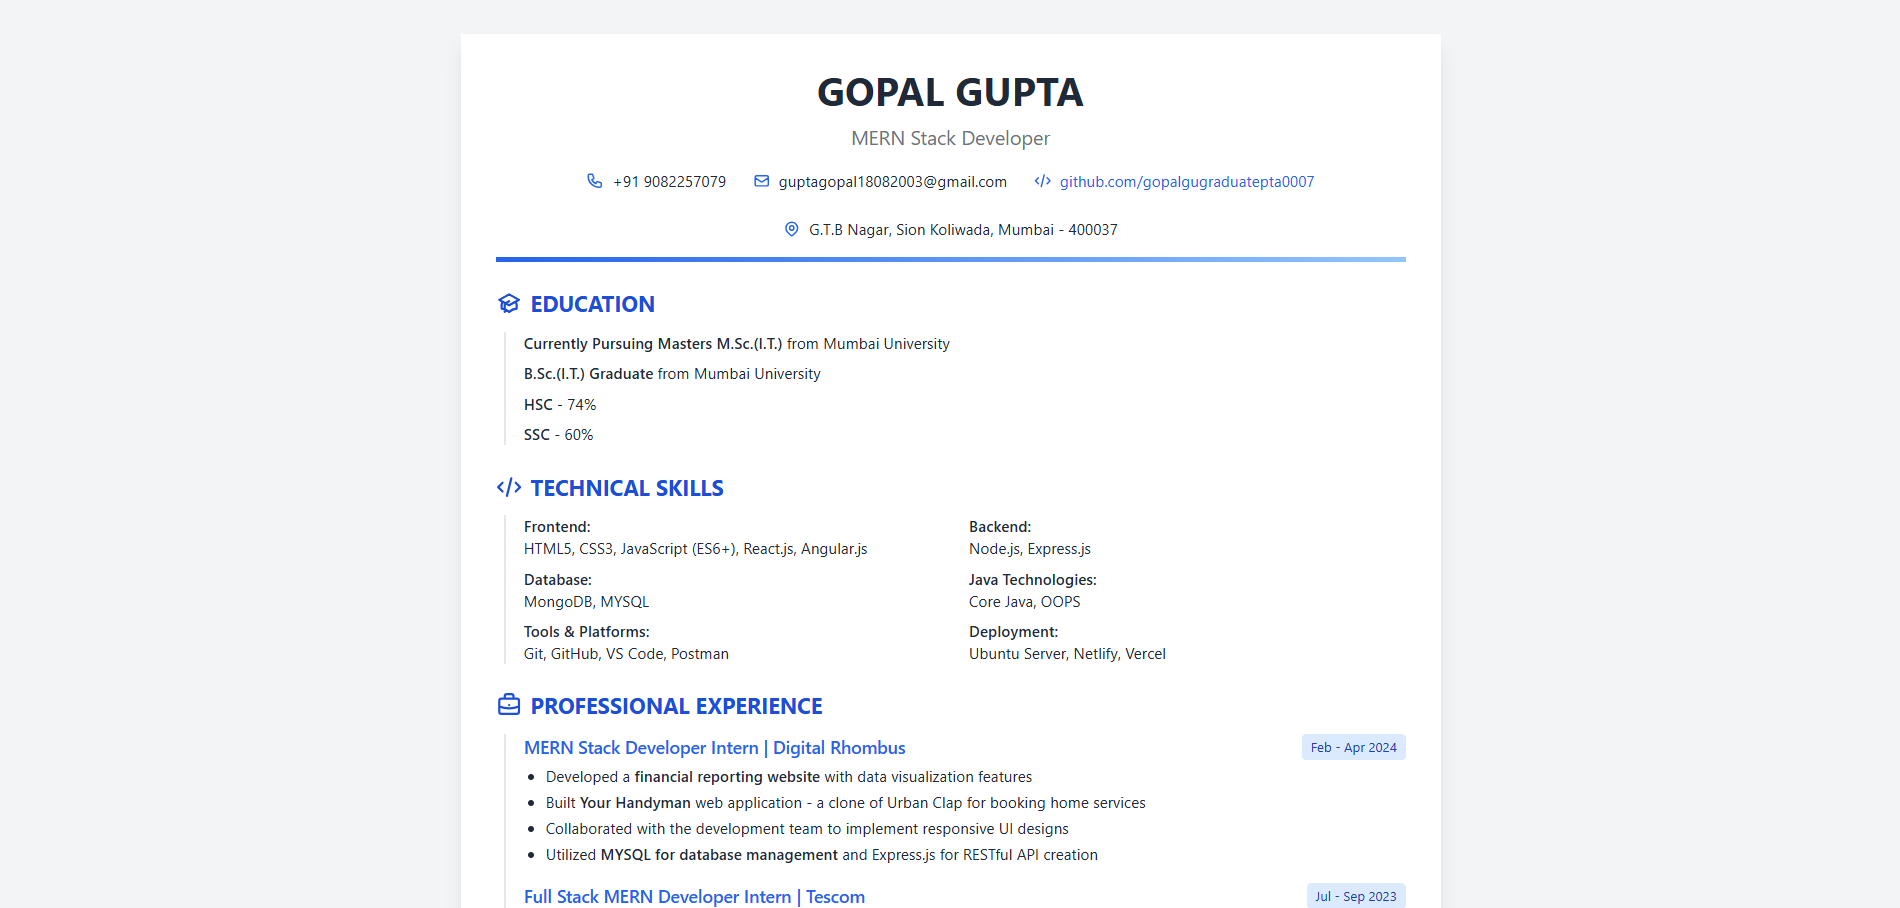 GOPAL GUPTA
MERN Stack Developer
+91 9082257079 guptagopal18082003@gmail.com github.com/gopalgugraduatepta0007
G.T.B Nagar, Sion Koliwada, Mumbai - 400037
EDUCATION
Currently Pursuing Masters M.Sc.(I.T.) from Mumbai University
B.Sc.(I.T.) Graduate from Mumbai University
HSC - 74%
SSC - 60%
TECHNICAL SKILLS
Frontend:
HTML5, CSS3, JavaScript (ES6+), React.js, Angular.js
Backend:
Node.js, Express.js
Database:
MongoDB, MYSQL
Java Technologies:
Core Java, OOPS
Tools & Platforms:
Git, GitHub, VS Code, Postman
Deployment:
Ubuntu Server, Netlify, Vercel
PROFESSIONAL EXPERIENCE
MERN Stack Developer Intern | Digital Rhombus Feb - Apr 2024
Developed a financial reporting website with data visualization features
Built Your Handyman web application - a clone of Urban Clap for booking home services
Collaborated with the development team to implement responsive UI designs
Utilized MYSQL for database management and Express.js for RESTful API creation
Full Stack MERN Developer Intern | Tescom Jul - Sep 2023